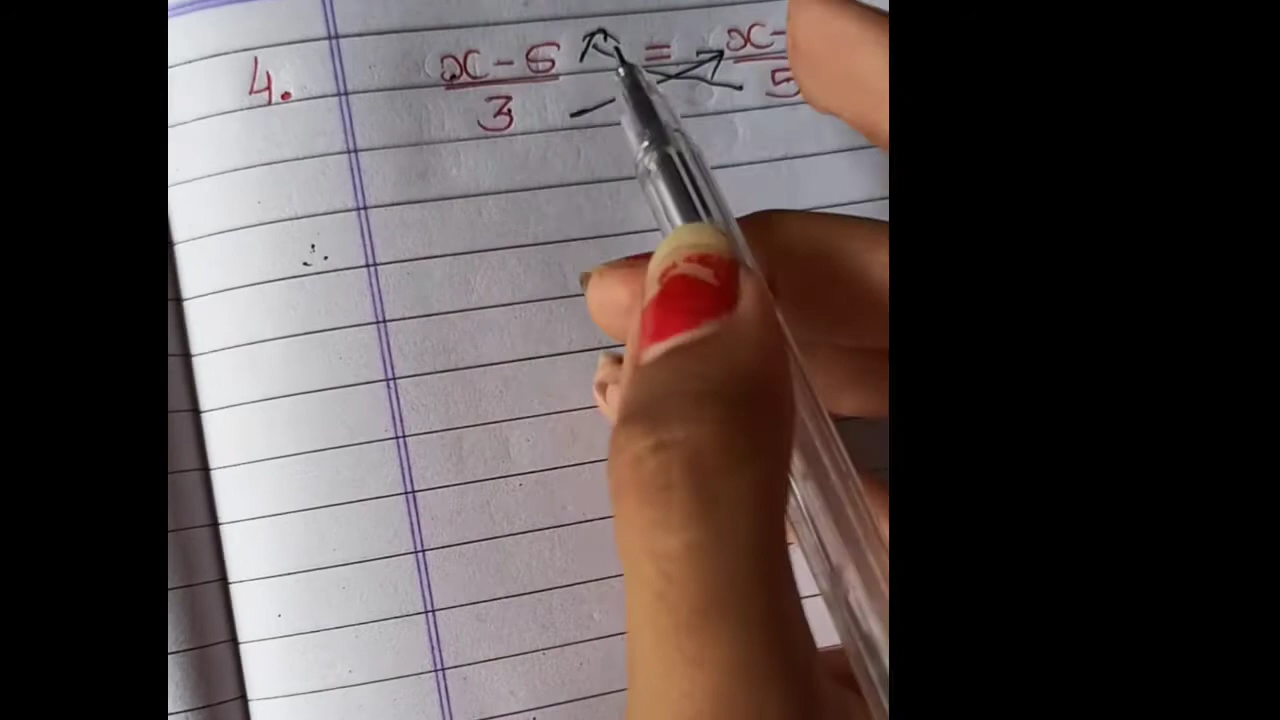 4. x - 6 = x -
3 5
∴